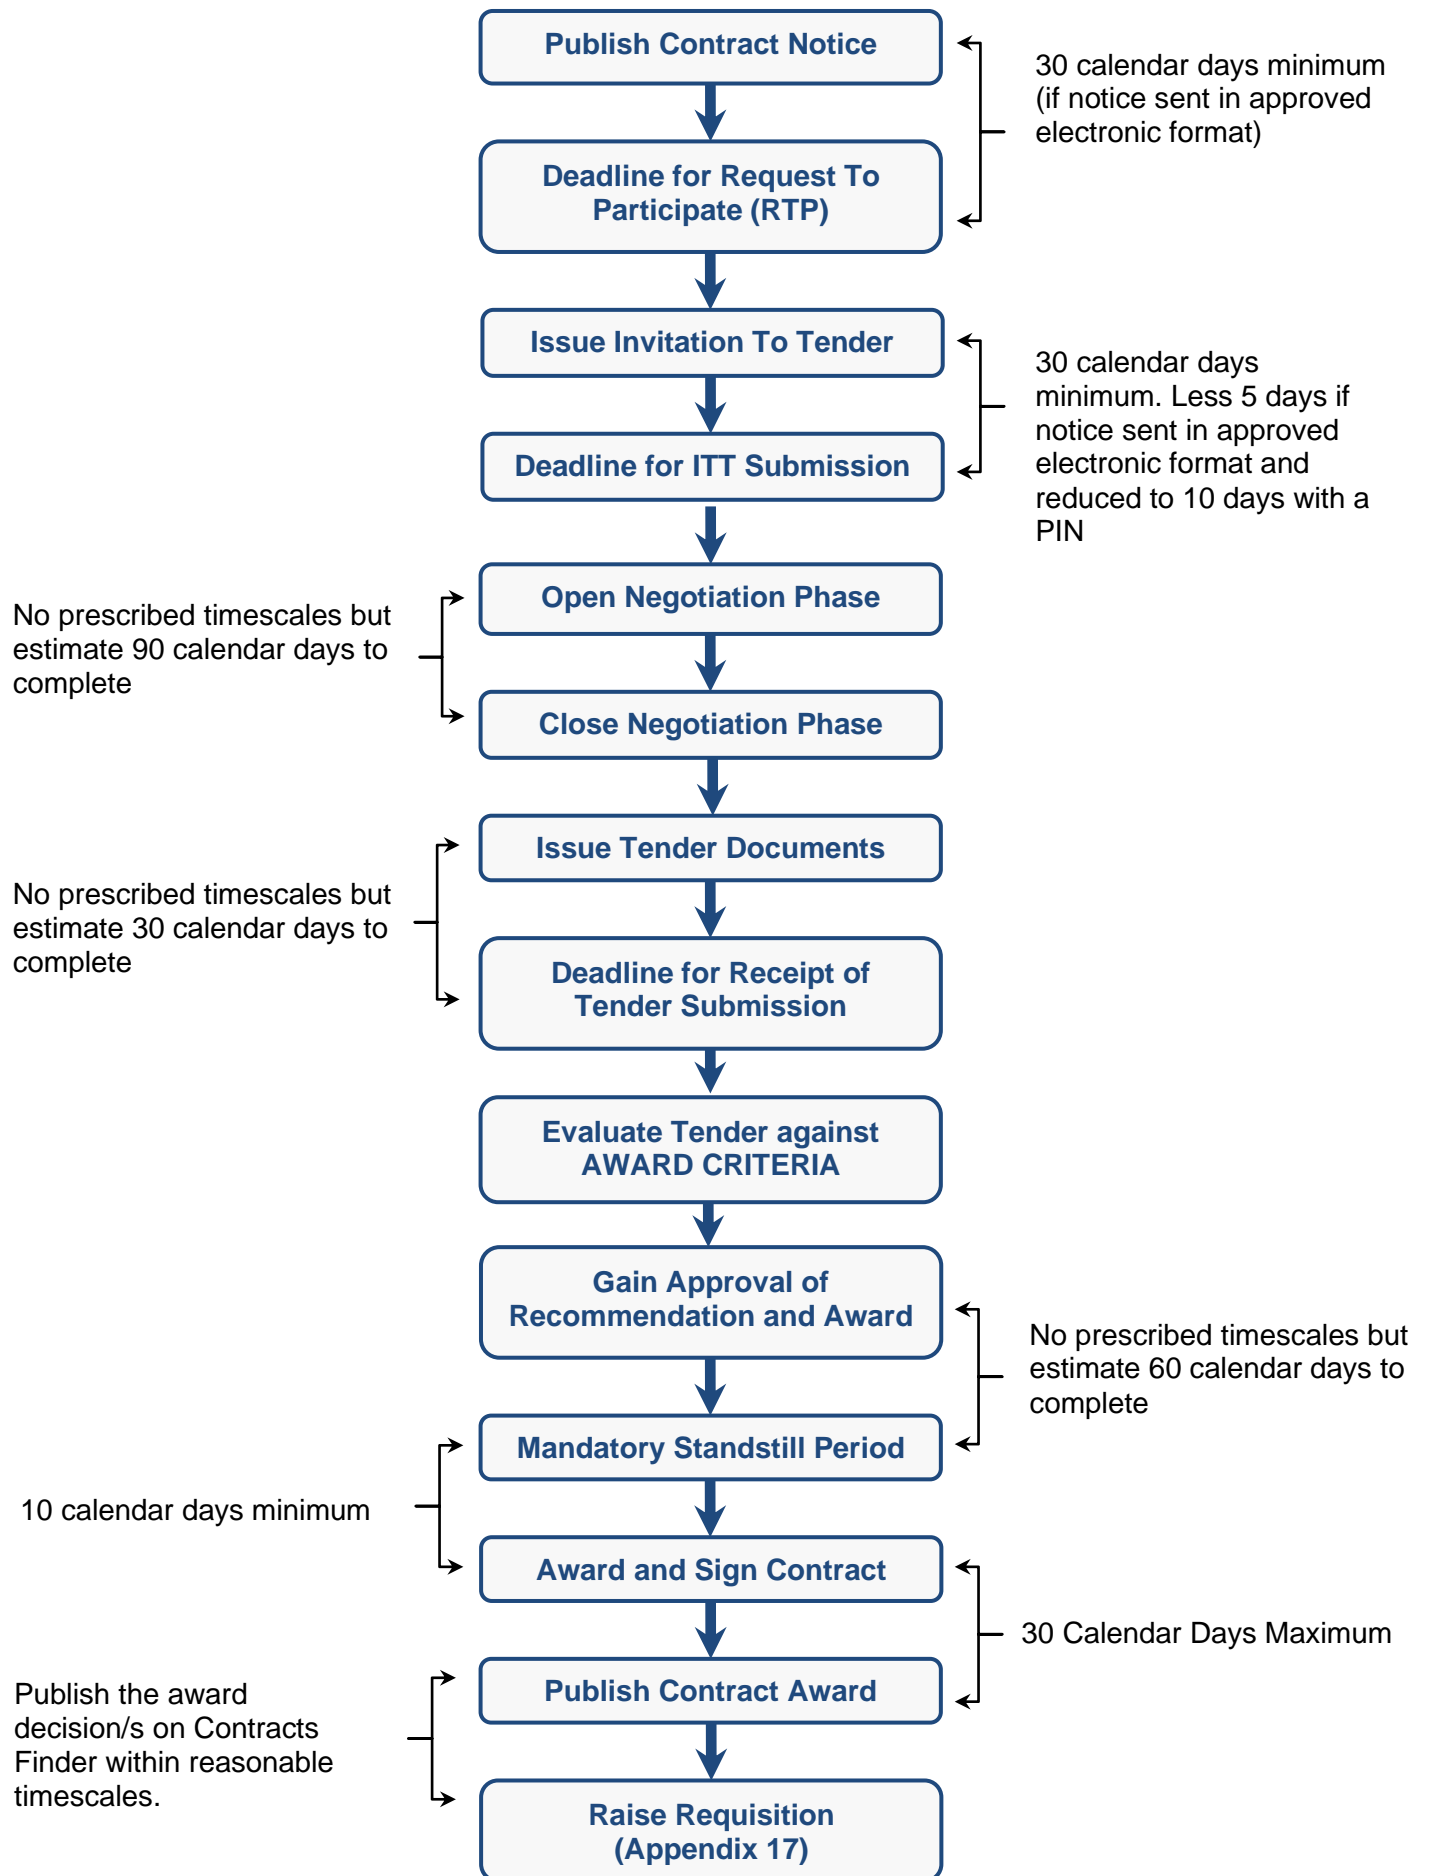 Publish Contract Notice
30 calendar days minimum
(if notice sent in approved
electronic format)
Deadline for Request To
Participate (RTP)
Issue Invitation To Tender
30 calendar days
minimum. Less 5 days if
notice sent in approved
electronic format and
reduced to 10 days with a
PIN
Deadline for ITT Submission
Open Negotiation Phase
No prescribed timescales but
estimate 90 calendar days to
complete
Close Negotiation Phase
Issue Tender Documents
No prescribed timescales but
estimate 30 calendar days to
complete
Deadline for Receipt of
Tender Submission
Evaluate Tender against
AWARD CRITERIA
Gain Approval of
Recommendation and Award
No prescribed timescales but
estimate 60 calendar days to
complete
Mandatory Standstill Period
10 calendar days minimum
Award and Sign Contract
30 Calendar Days Maximum
Publish Contract Award
Publish the award
decision/s on Contracts
Finder within reasonable
timescales.
Raise Requisition
(Appendix 17)